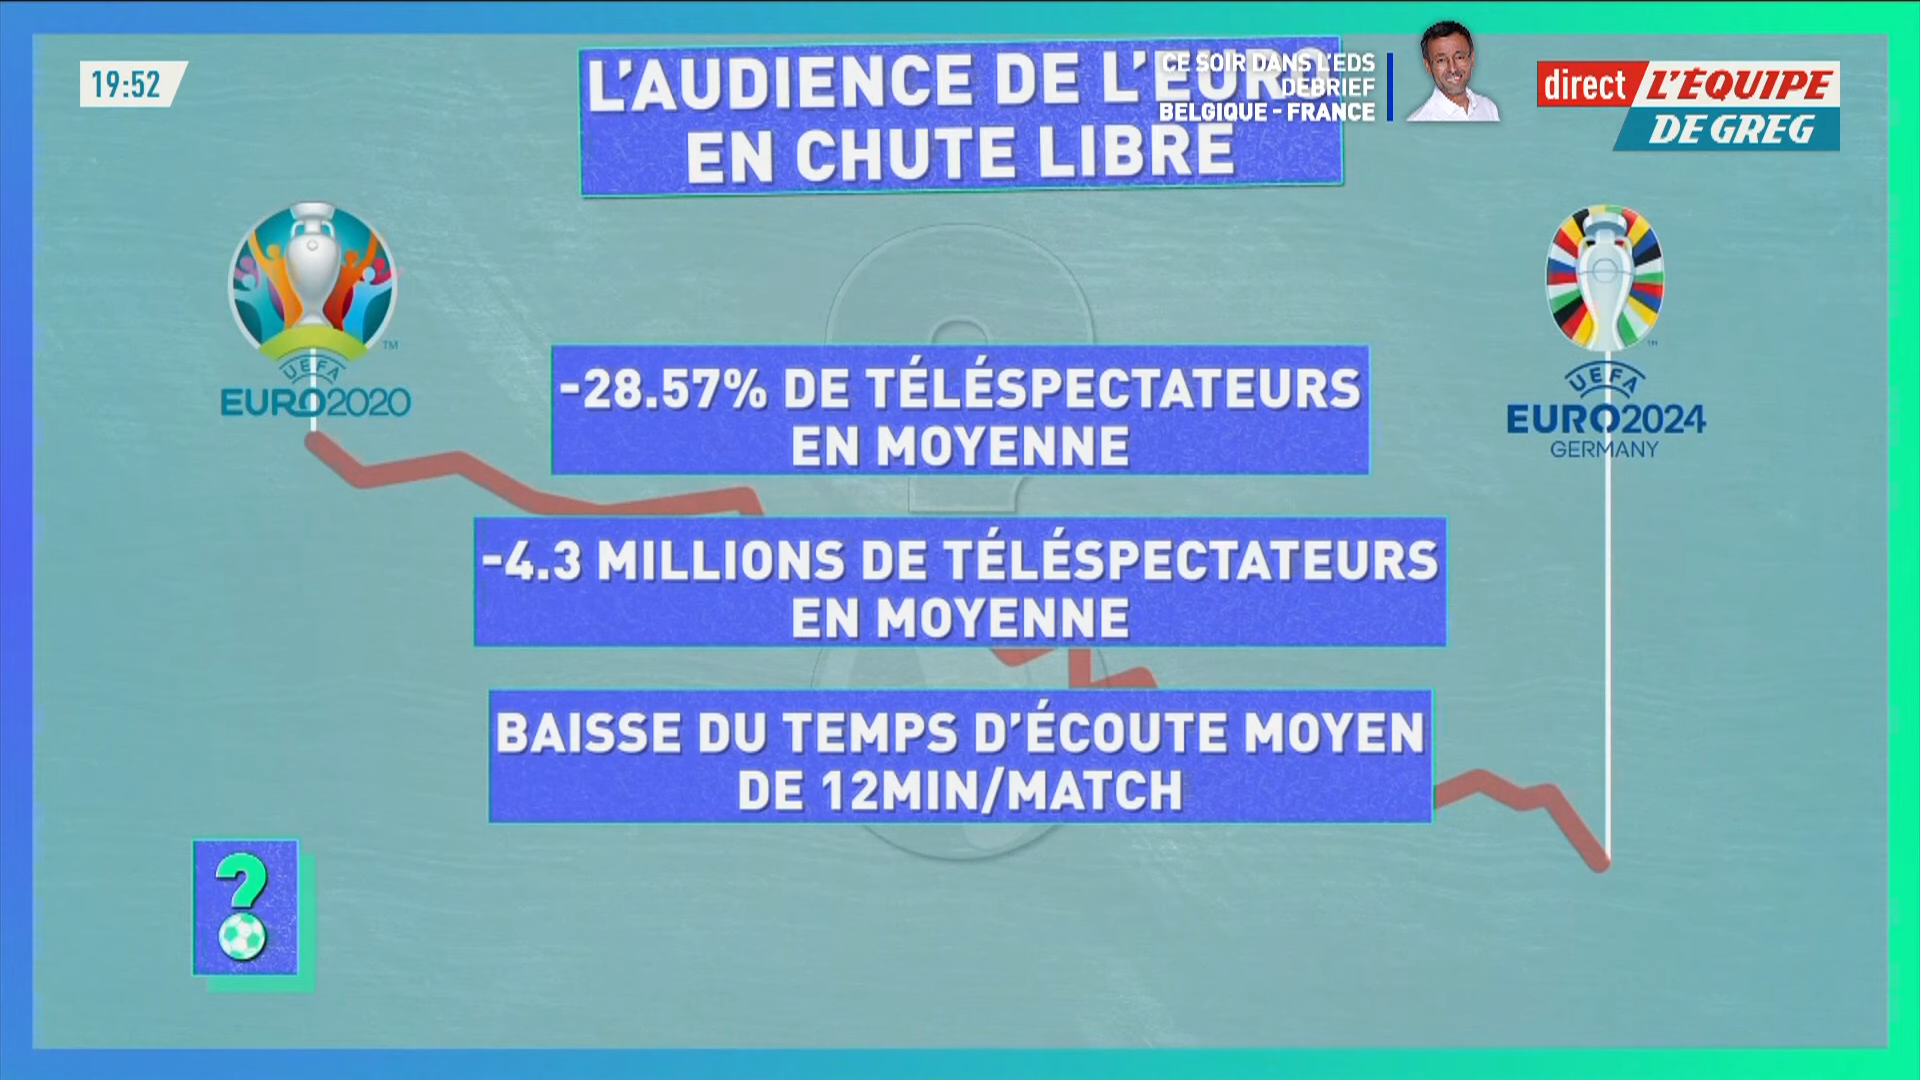 19:52
L'AUDIENCE DE L'EURO
EN CHUTE LIBRE
CE SOIR DANS L'EDS
DEBRIEF
BELGIQUE - FRANCE
direct L'ÉQUIPE
DE GREG
TM
UEFA
EURO2020
TM
UEFA
EURO2024
GERMANY
-28.57% DE TÉLÉSPECTATEURS
EN MOYENNE
-4.3 MILLIONS DE TÉLÉSPECTATEURS
EN MOYENNE
BAISSE DU TEMPS D'ÉCOUTE MOYEN
DE 12MIN/MATCH
?